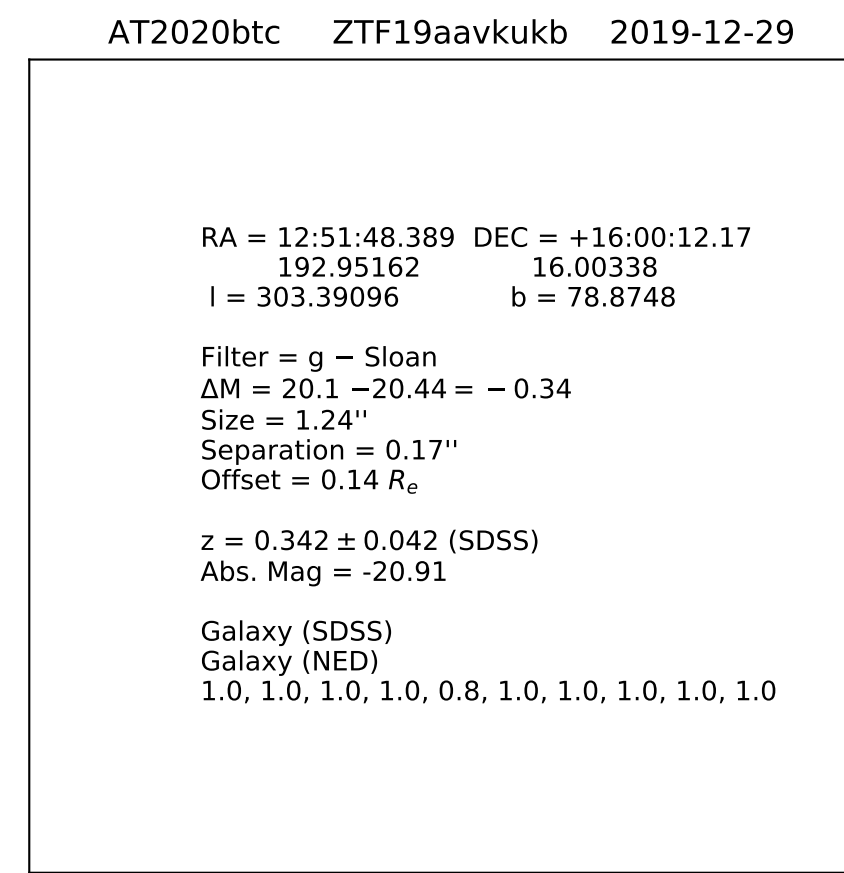 AT2020btc ZTF19aavkukb 2019-12-29
RA = 12:51:48.389 DEC = +16:00:12.17
192.95162 16.00338
l = 303.39096 b = 78.8748
Filter = g − Sloan
ΔM = 20.1 −20.44 = − 0.34
Size = 1.24''
Separation = 0.17''
Offset = 0.14 Rₑ
z = 0.342 ± 0.042 (SDSS)
Abs. Mag = -20.91
Galaxy (SDSS)
Galaxy (NED)
1.0, 1.0, 1.0, 1.0, 0.8, 1.0, 1.0, 1.0, 1.0, 1.0